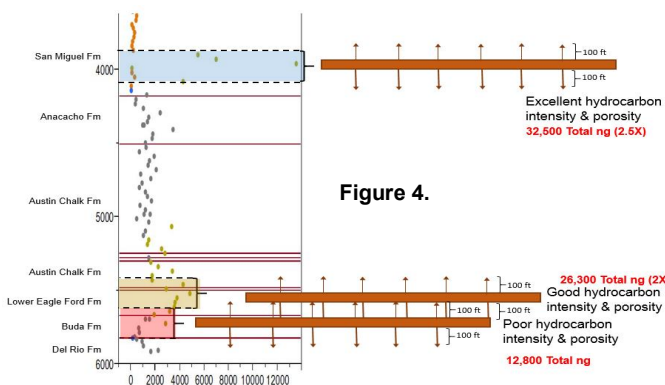 San Miguel Fm
4000
100 ft
100 ft
Excellent hydrocarbon
intensity & porosity
32,500 Total ng (2.5X)
Anacacho Fm
Figure 4.
Austin Chalk Fm
5000
Austin Chalk Fm
26,300 Total ng (2X
100 ft
Good hydrocarbon
intensity & porosity
Lower Eagle Ford Fm
100 ft
100 ft
Poor hydrocarbon
intensity & porosity
Buda Fm
100 ft
12,800 Total ng
Del Rio Fm
6000
0 2000 4000 6000 8000 10000 12000